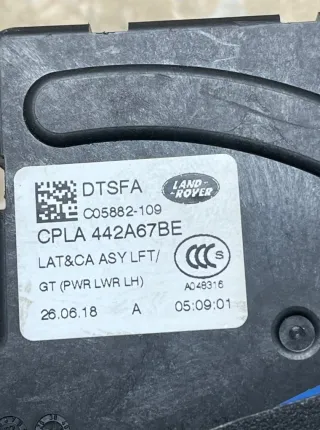 DTSFA
LAND-
ROVER
C05882-109
CPLA 442A67BE
LAT&CA ASY LFT/
GT (PWR LWR LH)
CCC S
A048316
26.06.18 A 05:09:01